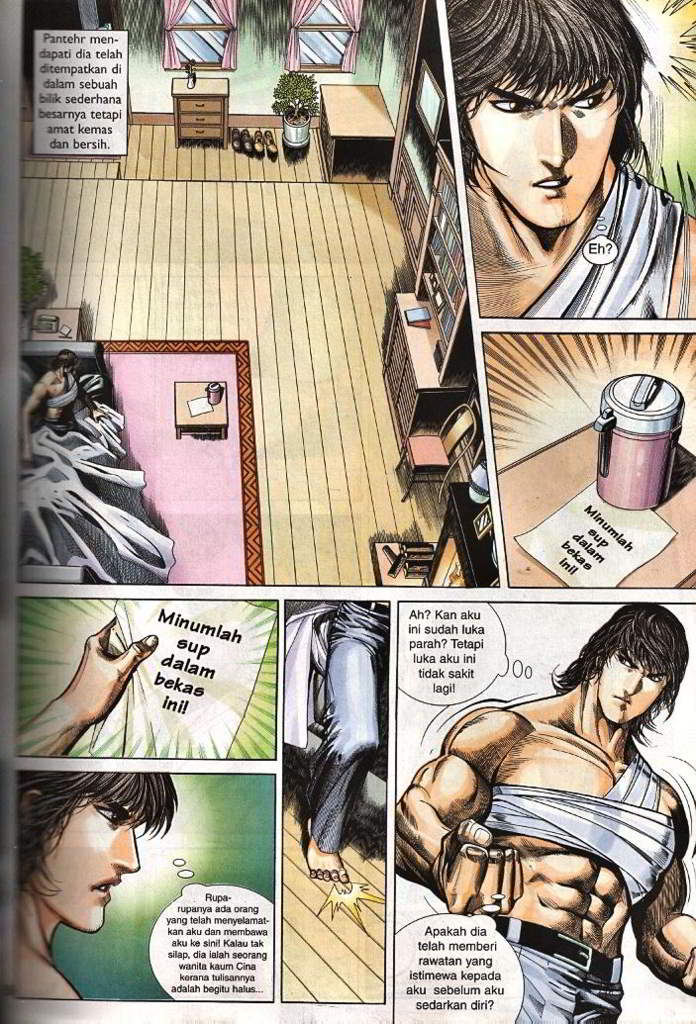 Pantehr men-
dapati dia telah
ditempatkan di
dalam sebuah
bilik sederhana
besarnya tetapi
amat kemas
dan bersih.
Eh?
Minumlah
sup
dalam
bekas
ini!
Minumlah
sup
dalam
bekas
ini!
Rupa-
rupanya ada orang
yang telah menyelamat-
kan aku dan membawa
aku ke sini! Kalau tak
silap, dia ialah seorang
wanita kaum Cina
kerana tulisannya
adalah begitu halus...
Ah? Kan aku
ini sudah luka
parah? Tetapi
luka aku ini
tidak sakit
lagi!
Apakah dia
telah memberi
rawatan yang
istimewa kepada
aku sebelum aku
sedarkan diri?